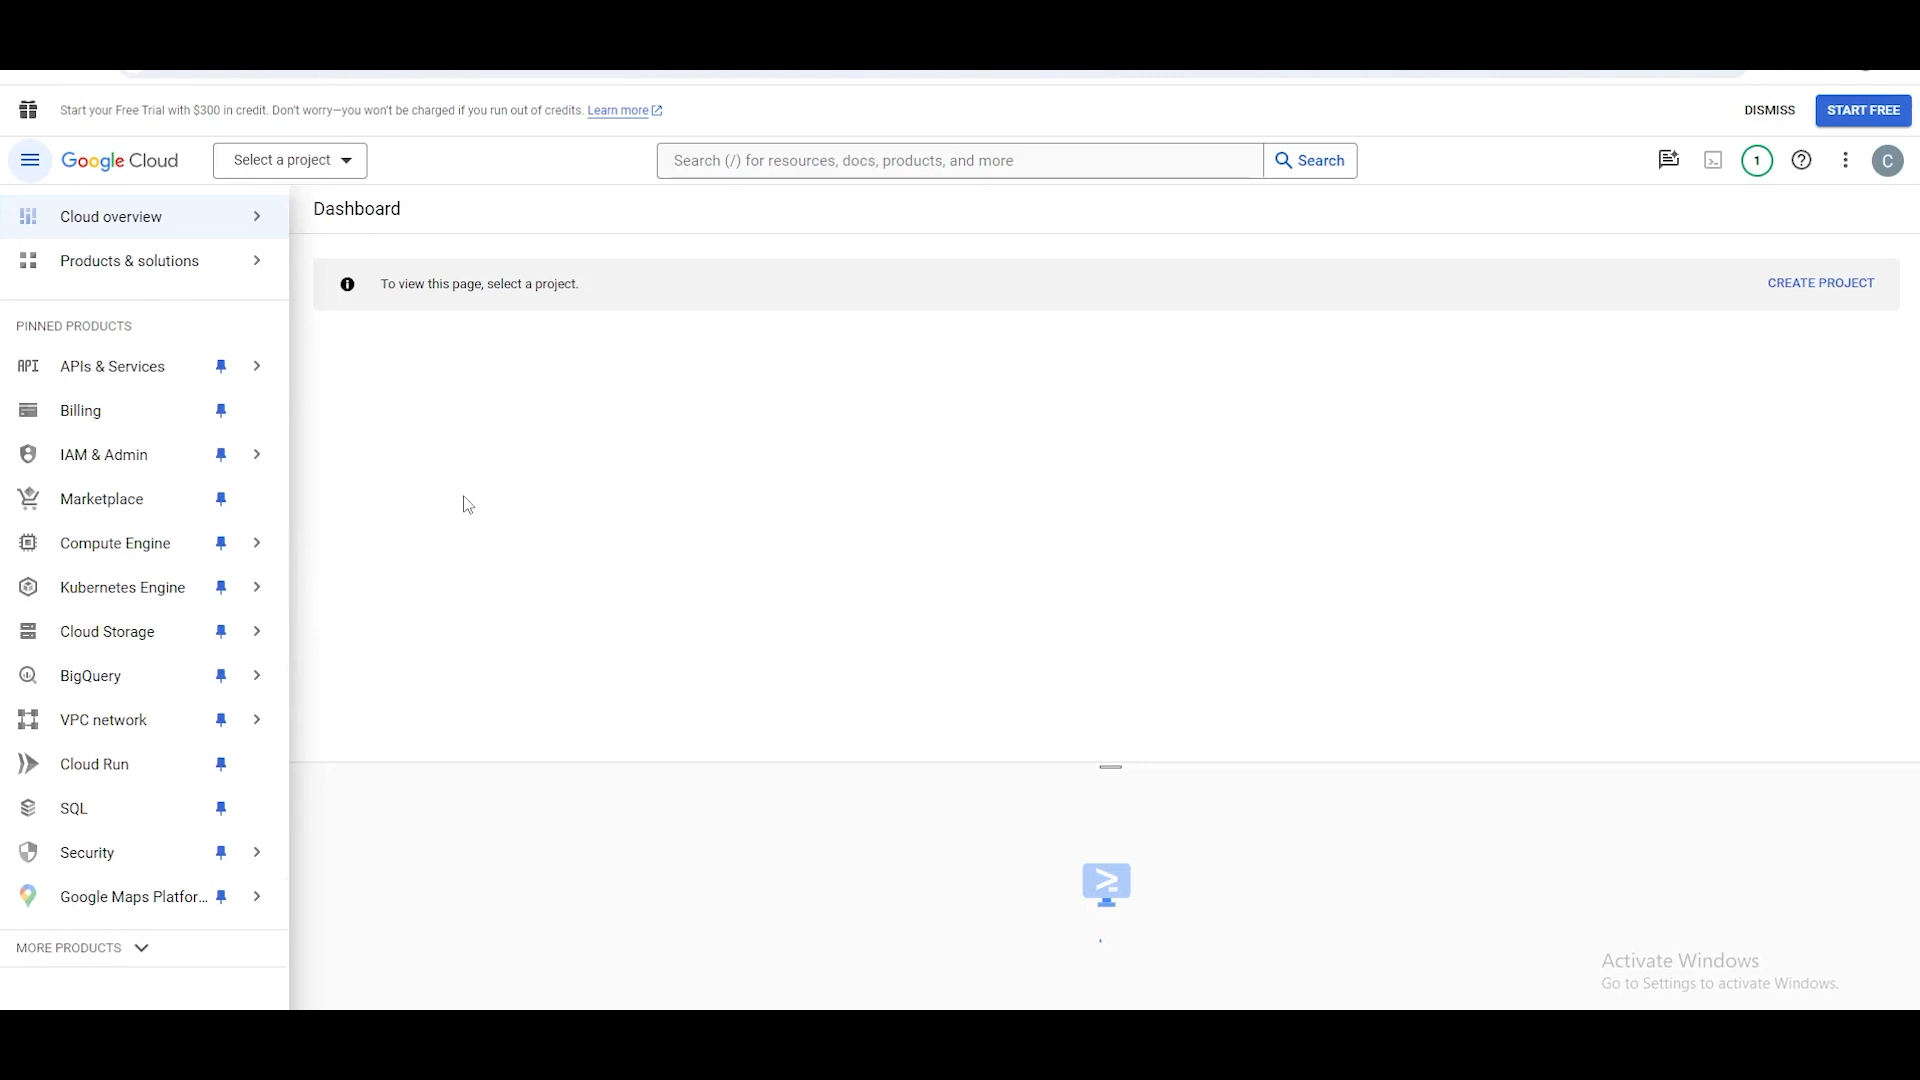 Start your Free Trial with $300 in credit. Don't worry—you won't be charged if you run out of credits. Learn more
DISMISS
START FREE
Google Cloud
Select a project
Search (/) for resources, docs, products, and more
Search
1
C
Cloud overview
Products & solutions
PINNED PRODUCTS
API APIs & Services
Billing
IAM & Admin
Marketplace
Compute Engine
Kubernetes Engine
Cloud Storage
BigQuery
VPC network
Cloud Run
SQL
Security
Google Maps Platfor...
MORE PRODUCTS
Dashboard
To view this page, select a project.
CREATE PROJECT
Activate Windows
Go to Settings to activate Windows.